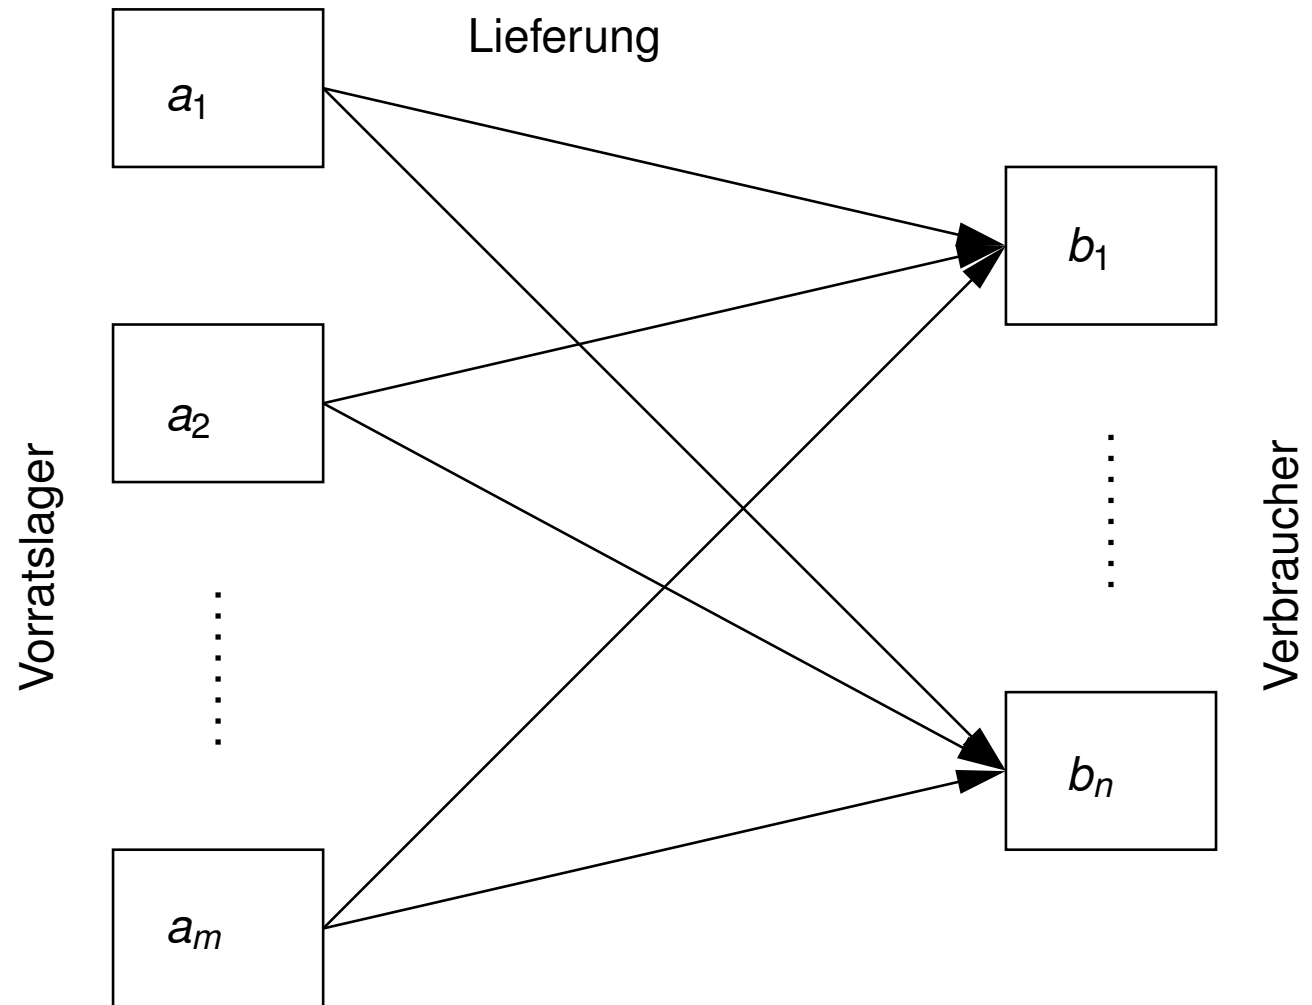 Lieferung
a₁
b₁
a₂
Vorratslager
Verbraucher
bₙ
aₘ